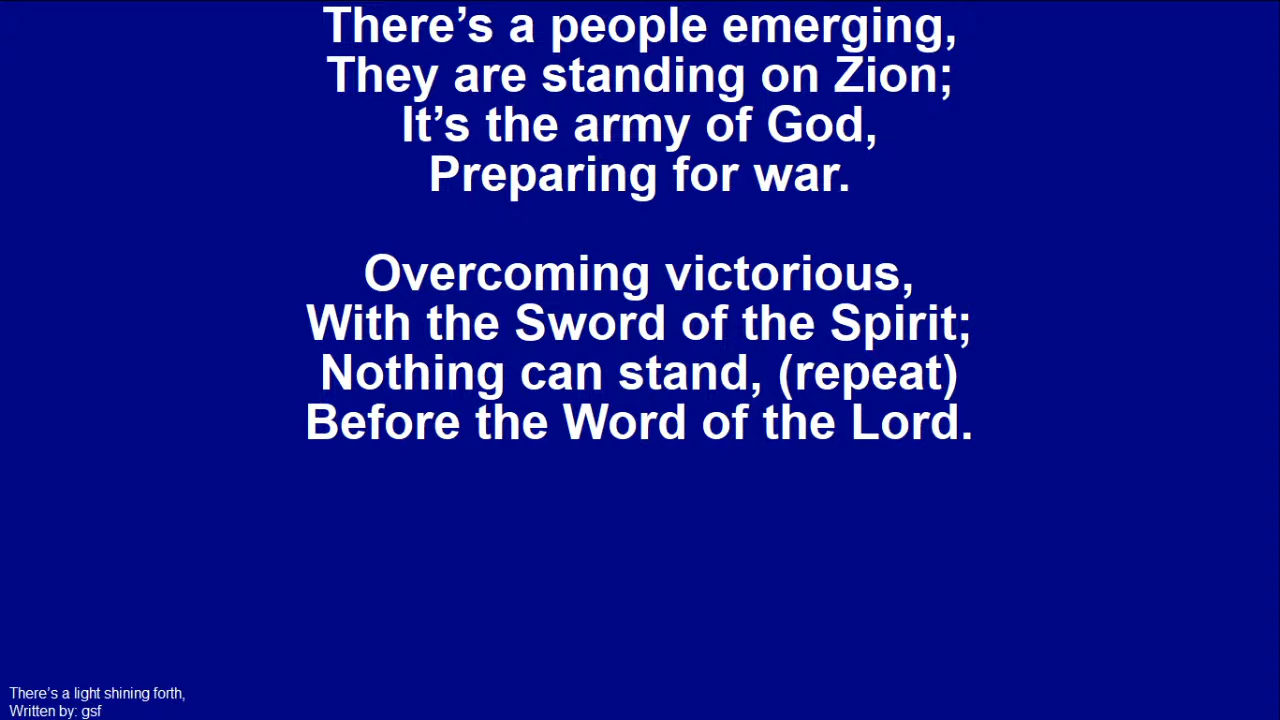 There’s a people emerging,
They are standing on Zion;
It’s the army of God,
Preparing for war.
Overcoming victorious,
With the Sword of the Spirit;
Nothing can stand, (repeat)
Before the Word of the Lord.
There’s a light shining forth,
Written by: gsf